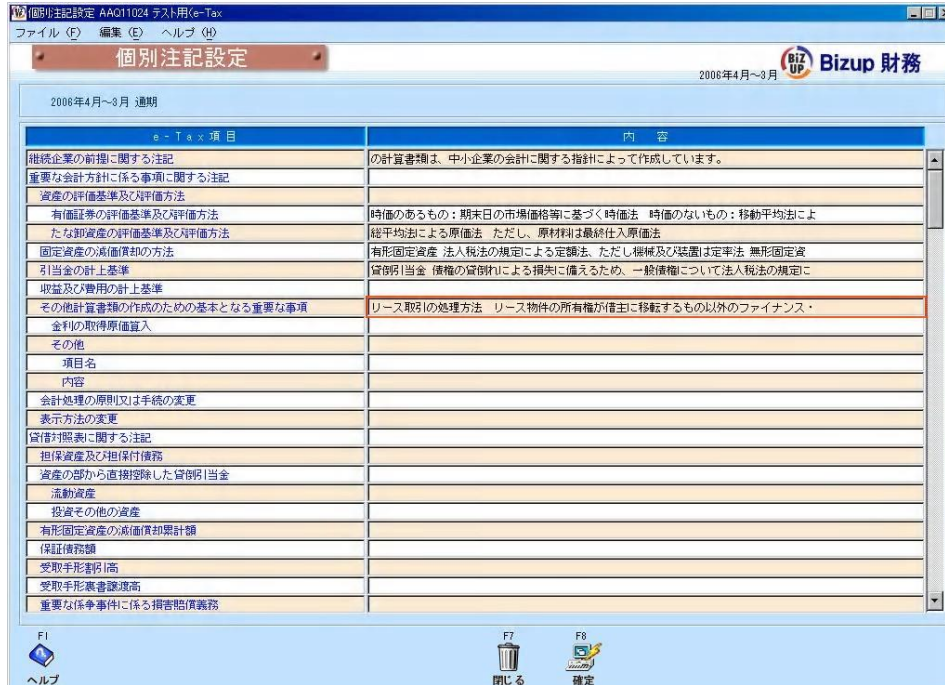 個別注記設定 AAQ11024 テスト用(e-Tax
ファイル (F) 編集 (E) ヘルプ (H)
個別注記設定
2006年4月～3月
BIZ UP Bizup 財務
2006年4月～3月 通期
e-Tax項目 内 容
継続企業の前提に関する注記 の計算書類は、中小企業の会計に関する指針によって作成しています。
重要な会計方針に係る事項に関する注記
資産の評価基準及び評価方法
有価証券の評価基準及び評価方法 時価のあるもの：期末日の市場価格等に基づく時価法 時価のないもの：移動平均法によ
たな卸資産の評価基準及び評価方法 総平均法による原価法 ただし、原材料は最終仕入原価法
固定資産の減価償却の方法 有形固定資産 法人税法の規定による定額法、ただし機械及び装置は定率法 無形固定資
引当金の計上基準 貸倒引当金 債権の貸倒れによる損失に備えるため、一般債権について法人税法の規定に
収益及び費用の計上基準
その他計算書類の作成のための基本となる重要な事項 リース取引の処理方法 リース物件の所有権が借主に移転するもの以外のファイナンス・
金利の取得原価算入
その他
項目名
内容
会計処理の原則又は手続の変更
表示方法の変更
貸借対照表に関する注記
担保資産及び担保付債務
資産の部から直接控除した貸倒引当金
流動資産
投資その他の資産
有形固定資産の減価償却累計額
保証債務額
受取手形割引高
受取手形裏書譲渡高
重要な係争事件に係る損害賠償義務
F1 F7 F8
ヘルプ 閉じる 確定